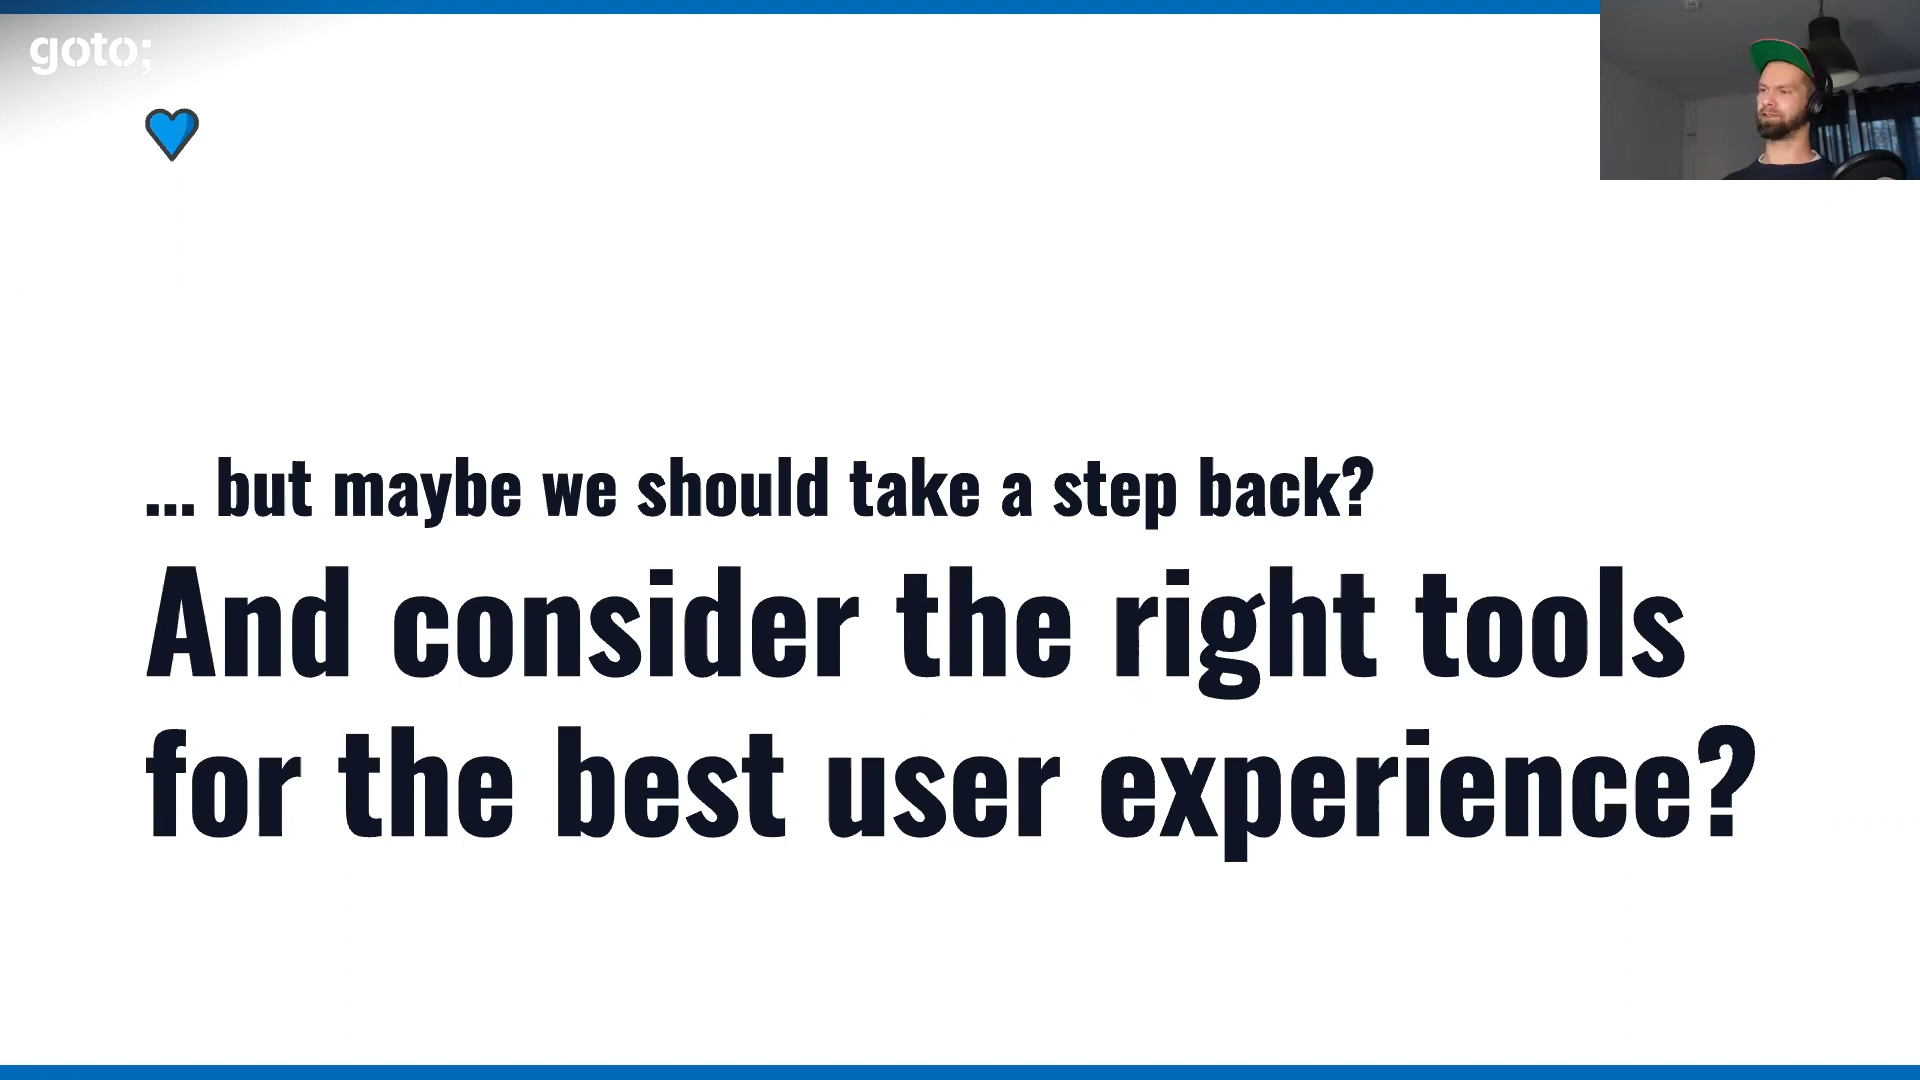 goto;
... but maybe we should take a step back?
And consider the right tools
for the best user experience?